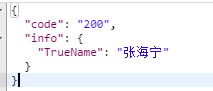 {
"code": "200",
"info": {
"TrueName": "张海宁"
}
}